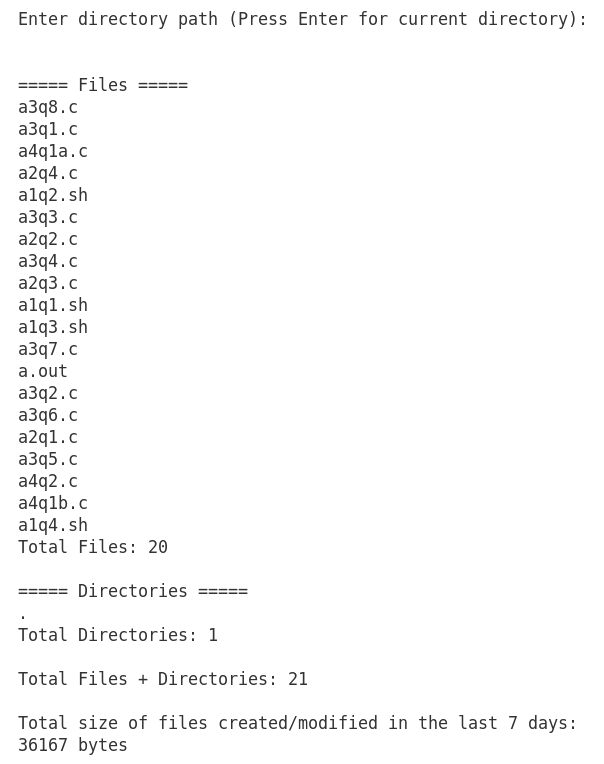 Enter directory path (Press Enter for current directory):
===== Files =====
a3q8.c
a3q1.c
a4q1a.c
a2q4.c
a1q2.sh
a3q3.c
a2q2.c
a3q4.c
a2q3.c
a1q1.sh
a1q3.sh
a3q7.c
a.out
a3q2.c
a3q6.c
a2q1.c
a3q5.c
a4q2.c
a4q1b.c
a1q4.sh
Total Files: 20
===== Directories =====
.
Total Directories: 1
Total Files + Directories: 21
Total size of files created/modified in the last 7 days:
36167 bytes